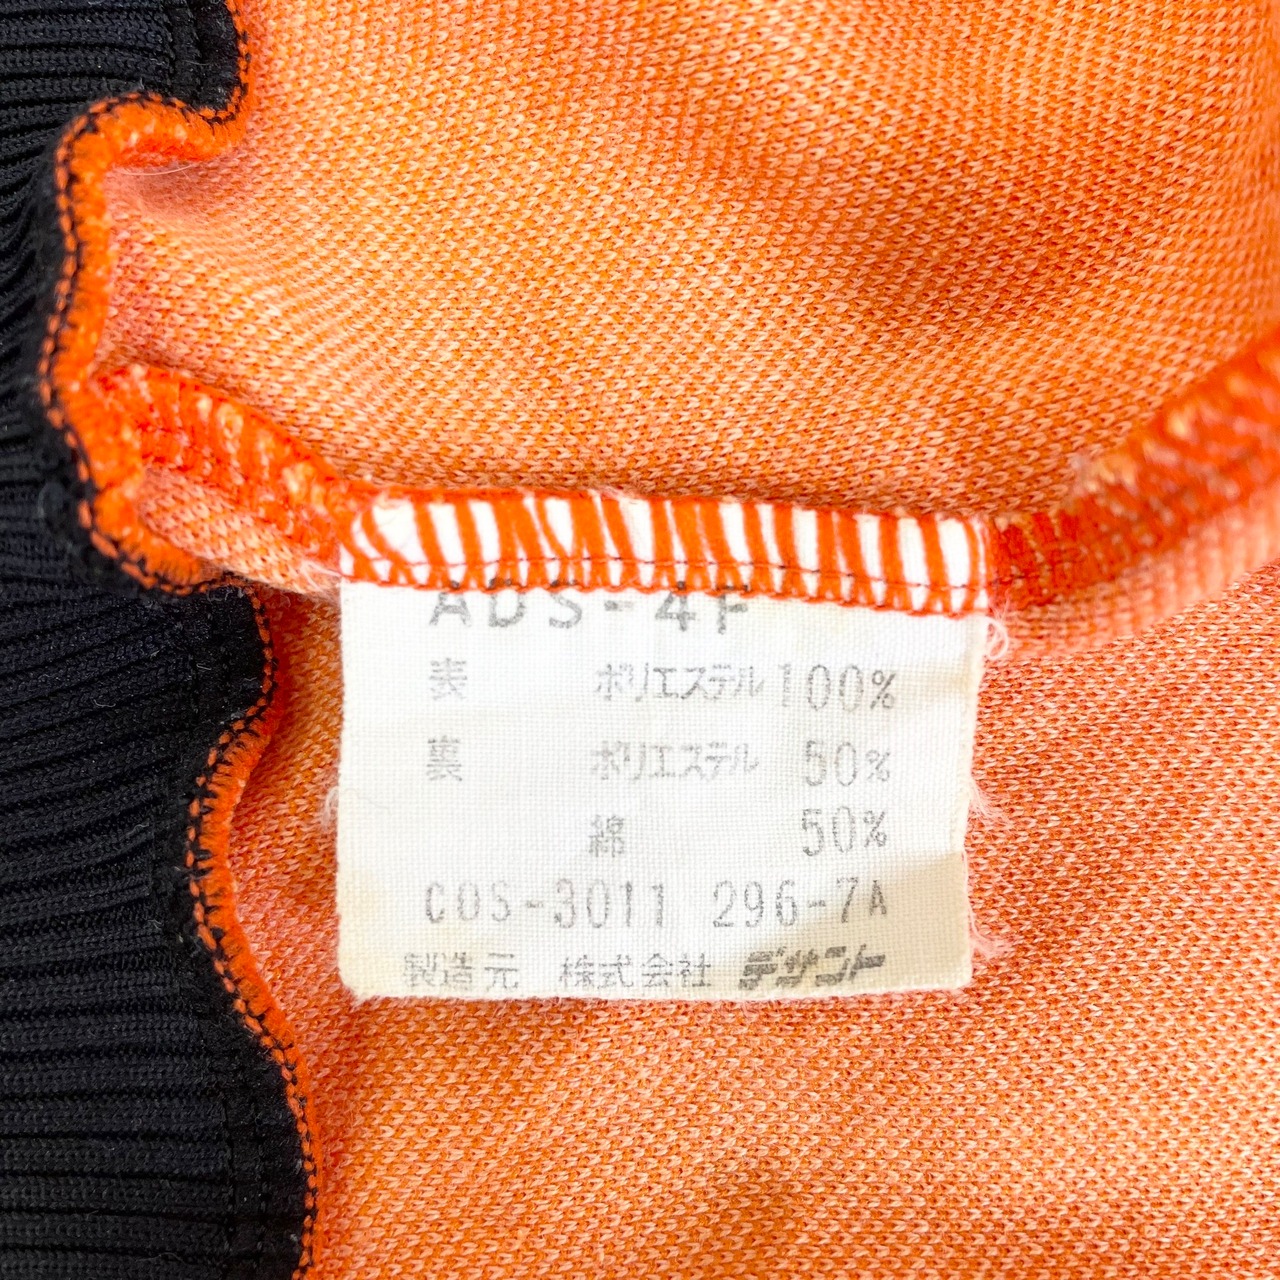 ADS-4F
表 ポリエステル 100%
裏 ポリエステル 50%
綿 50%
COS-3011 296-7A
製造元 株式会社 デサント